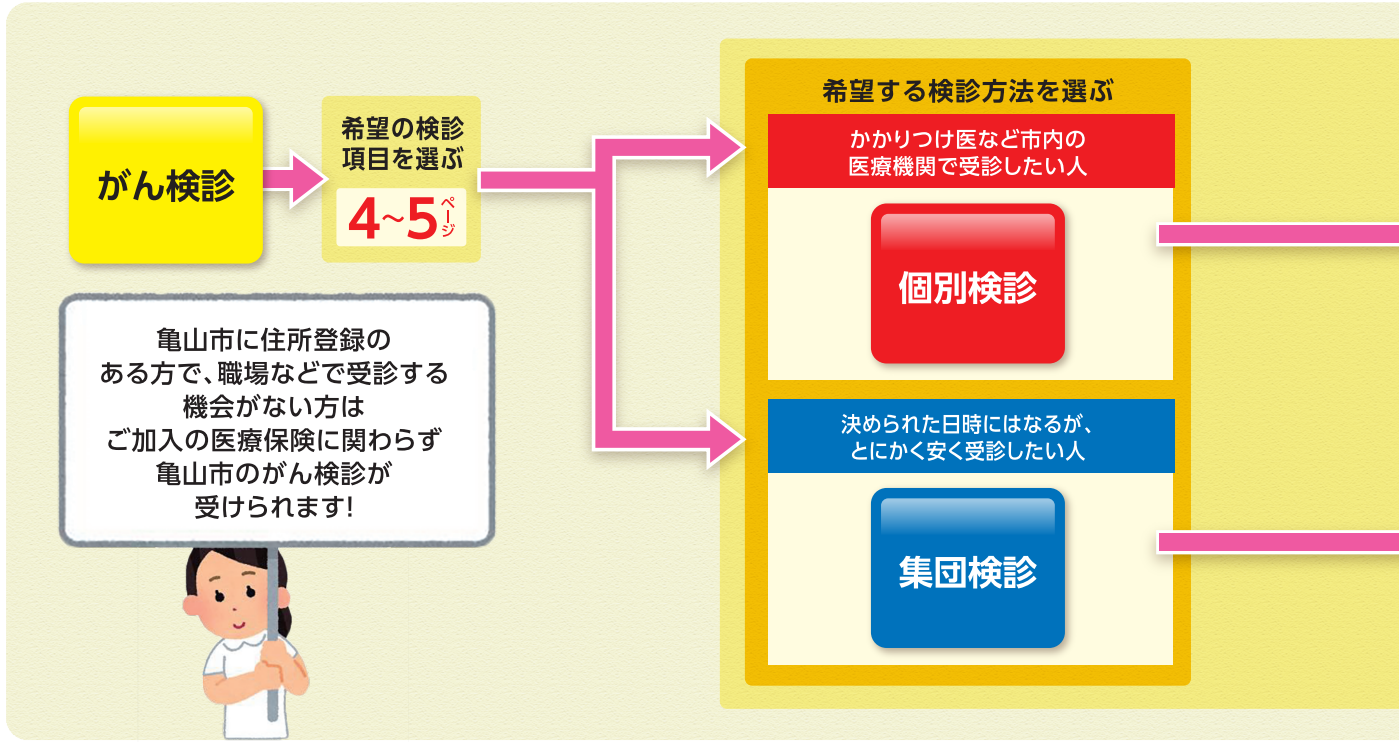 がん検診
希望の検診
項目を選ぶ
4~5ページ
亀山市に住所登録の
ある方で、職場などで受診する
機会がない方は
ご加入の医療保険に関わらず
亀山市のがん検診が
受けられます!
希望する検診方法を選ぶ
かかりつけ医など市内の
医療機関で受診したい人
個別検診
決められた日時にはなるが、
とにかく安く受診したい人
集団検診